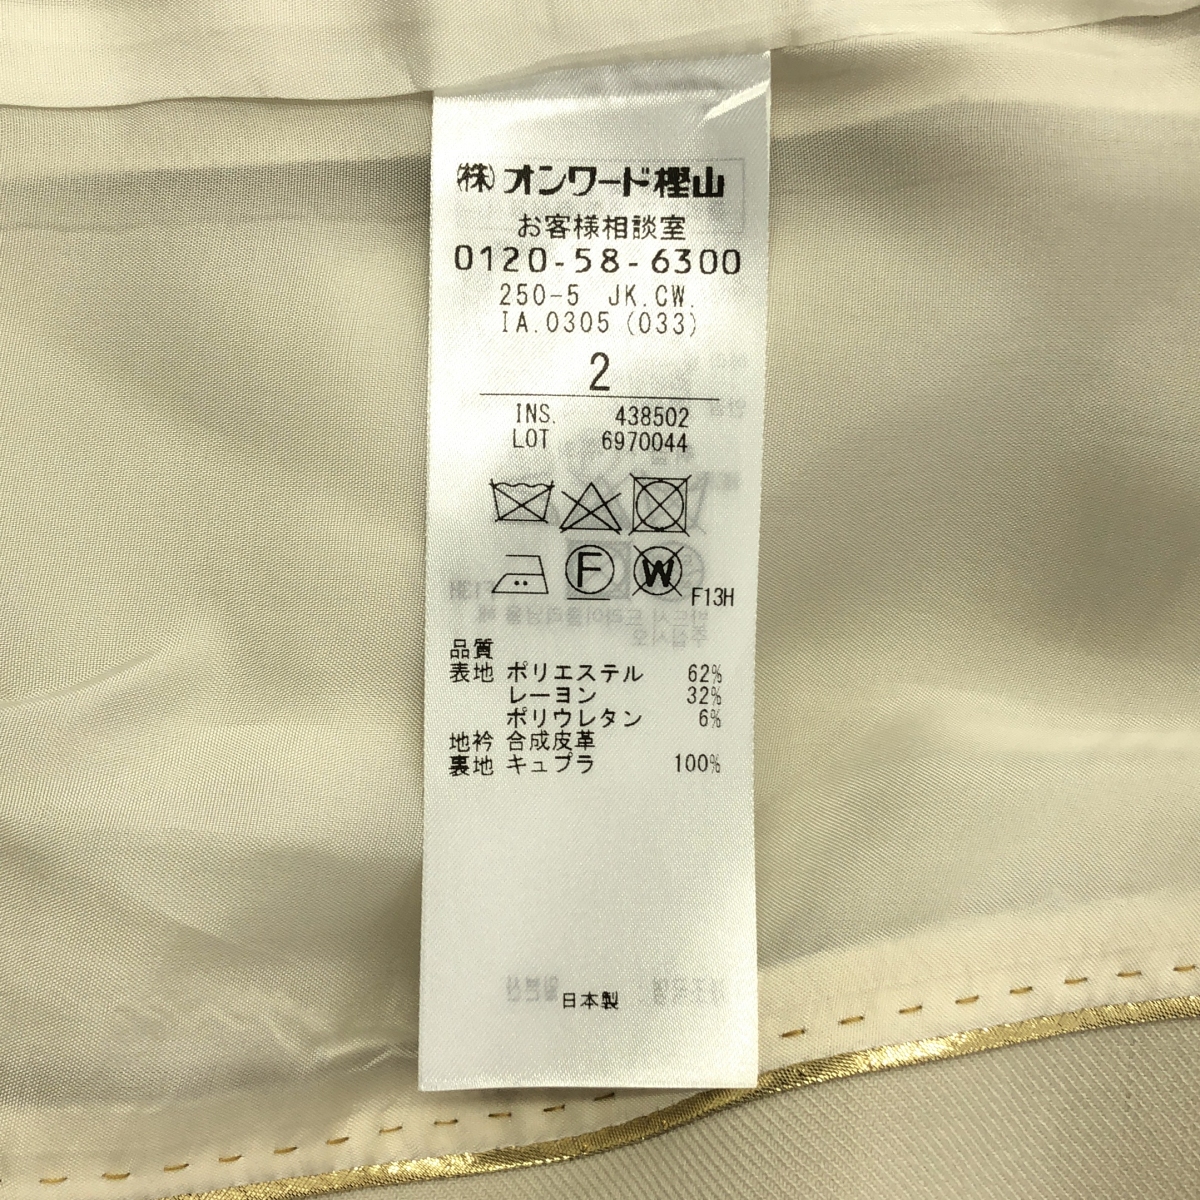 (株)オンワード樫山
お客様相談室
0120-58-6300
250-5 JK.CW.
IA.0305 (033)
2
INS. 438502
LOT 6970044
F
W
F13H
品質
表地 ポリエステル 62%
レーヨン 32%
ポリウレタン 6%
地衿 合成皮革
裏地 キュプラ 100%
日本製